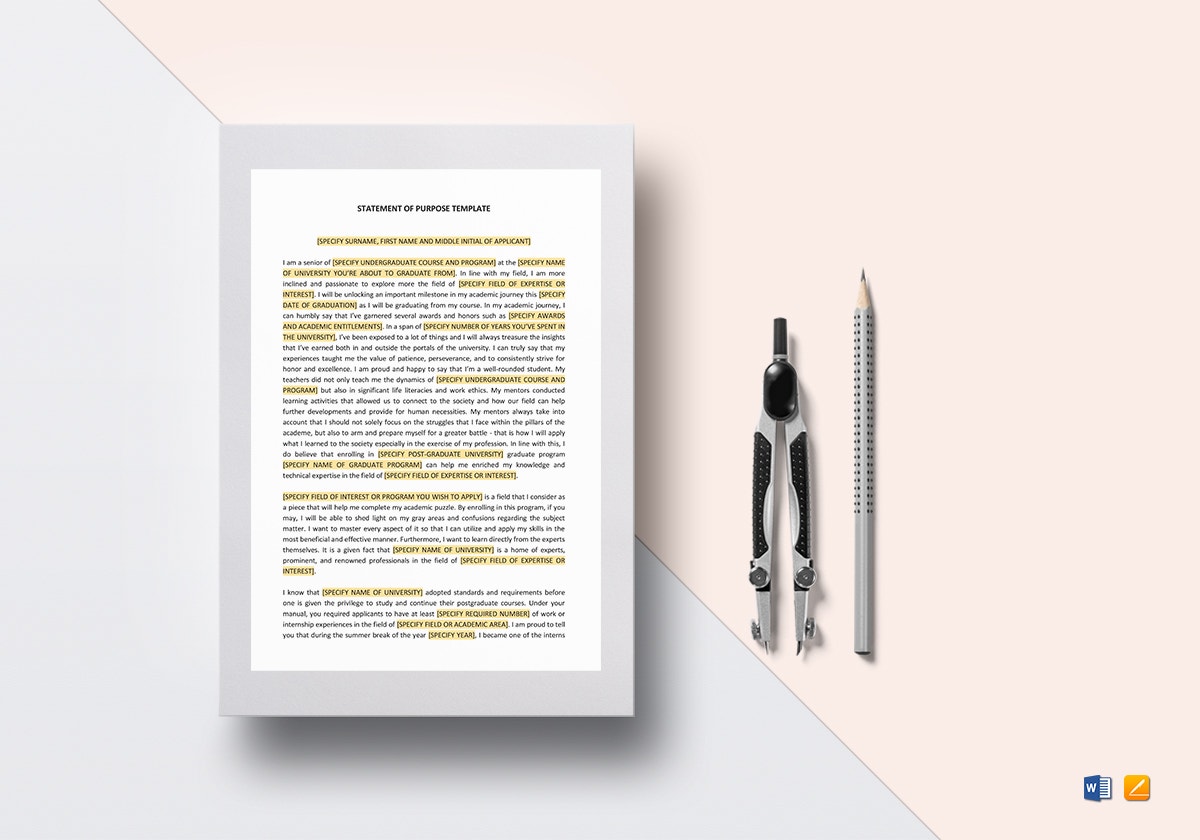 STATEMENT OF PURPOSE TEMPLATE
[SPECIFY SURNAME, FIRST NAME AND MIDDLE INITIAL OF APPLICANT]
I am a senior of [SPECIFY UNDERGRADUATE COURSE AND PROGRAM] at the [SPECIFY NAME
OF UNIVERSITY YOU'RE ABOUT TO GRADUATE FROM]. In line with my field, I am more
inclined and passionate to explore more the field of [SPECIFY FIELD OF EXPERTISE OR
INTEREST]. I will be unlocking an important milestone in my academic journey this [SPECIFY
DATE OF GRADUATION] as I will be graduating from my course. In my academic journey, I
can humbly say that I've garnered several awards and honors such as [SPECIFY AWARDS
AND ACADEMIC ENTITLEMENTS]. In a span of [SPECIFY NUMBER OF YEARS YOU'VE SPENT IN
THE UNIVERSITY], I've been exposed to a lot of things and I will always treasure the insights
that I've earned both in and outside the portals of the university. I can truly say that my
experiences taught me the value of patience, perseverance, and to consistently strive for
honor and excellence. I am proud and happy to say that I'm a well-rounded student. My
teachers did not only teach me the dynamics of [SPECIFY UNDERGRADUATE COURSE AND
PROGRAM] but also in significant life literacies and work ethics. My mentors conducted
learning activities that allowed us to connect to the society and how our field can help
further developments and provide for human necessities. My mentors always take into
account that I should not solely focus on the struggles that I face within the pillars of the
academe, but also to arm and prepare myself for a greater battle - that is how I will apply
what I learned to the society especially in the exercise of my profession. In line with this, I
do believe that enrolling in [SPECIFY POST-GRADUATE UNIVERSITY] graduate program
[SPECIFY NAME OF GRADUATE PROGRAM] can help me enriched my knowledge and
technical expertise in the field of [SPECIFY FIELD OF EXPERTISE OR INTEREST].
[SPECIFY FIELD OF INTEREST OR PROGRAM YOU WISH TO APPLY] is a field that I consider as
a piece that will help me complete my academic puzzle. By enrolling in this program, if you
may, I will be able to shed light on my gray areas and confusions regarding the subject
matter. I want to master every aspect of it so that I can utilize and apply my skills in the
most beneficial and effective manner. Furthermore, I want to learn directly from the experts
themselves. It is a given fact that [SPECIFY NAME OF UNIVERSITY] is a home of experts,
prominent, and renowned professionals in the field of [SPECIFY FIELD OF EXPERTISE OR
INTEREST].
I know that [SPECIFY NAME OF UNIVERSITY] adopted standards and requirements before
one is given the privilege to study and continue their postgraduate courses. Under your
manual, you required applicants to have at least [SPECIFY REQUIRED NUMBER] of work or
internship experiences in the field of [SPECIFY FIELD OR ACADEMIC AREA]. I am proud to tell
you that during the summer break of the year [SPECIFY YEAR], I became one of the interns
W